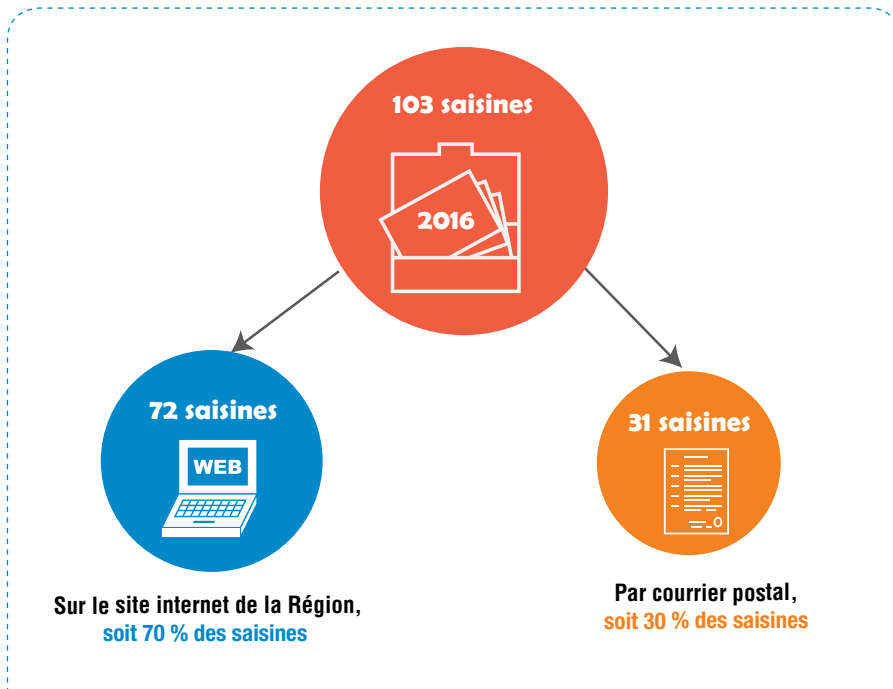 103 saisines
2016
72 saisines
WEB
Sur le site internet de la Région,
soit 70 % des saisines
31 saisines
Par courrier postal,
soit 30 % des saisines